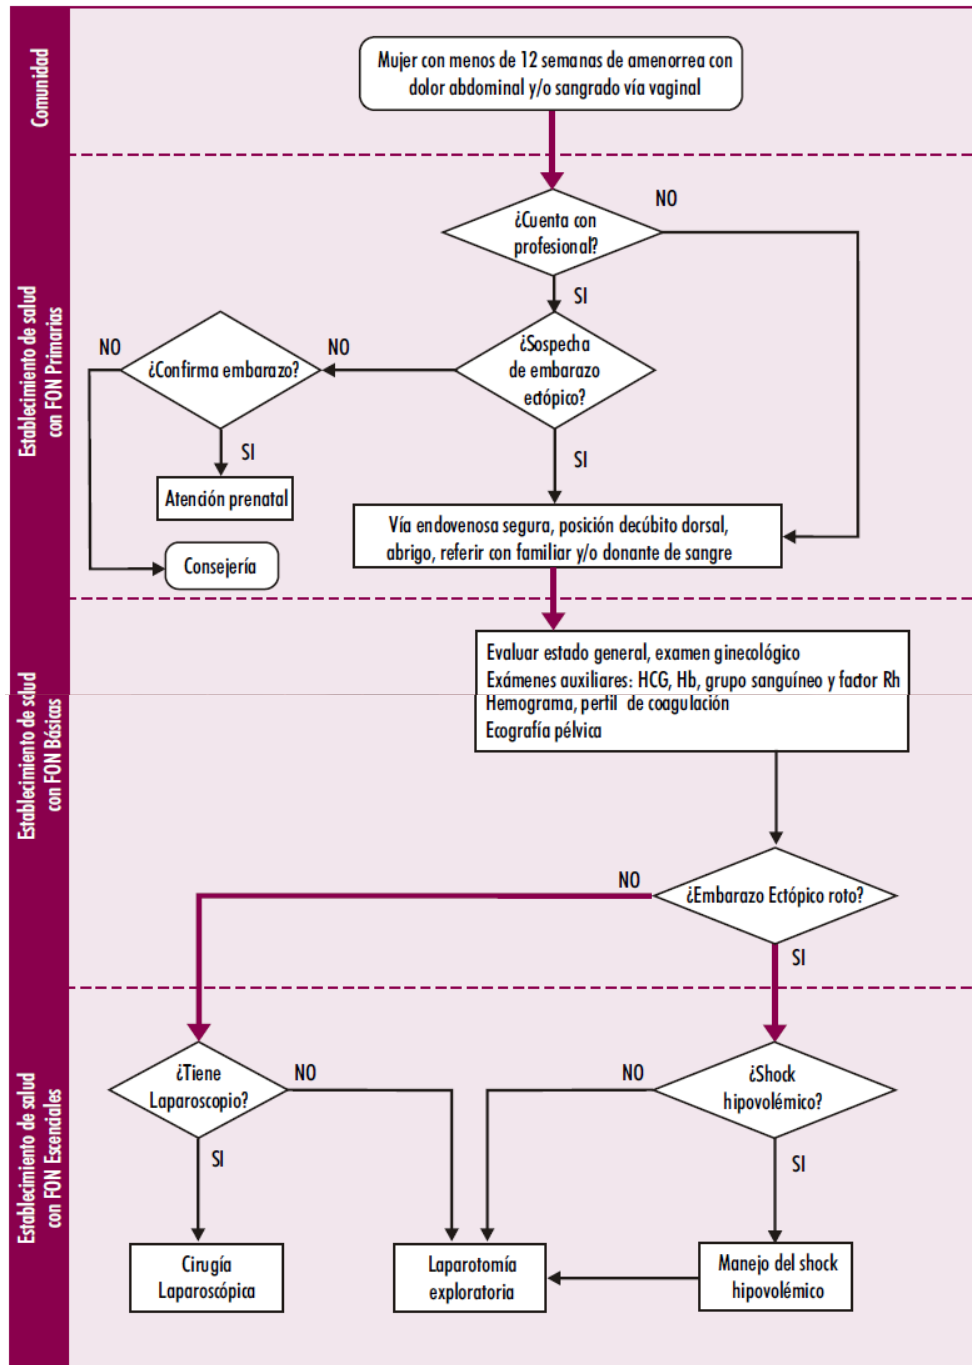 Comunidad
Mujer con menos de 12 semanas de amenorrea con
dolor abdominal y/o sangrado vía vaginal
Establecimiento de salud
con FON Primarias
¿Cuenta con
profesional?
NO
SI
¿Sospecha
de embarazo
ectópico?
NO
¿Confirma embarazo?
NO
SI
SI
Atención prenatal
Consejería
Vía endovenosa segura, posición decúbito dorsal,
abrigo, referir con familiar y/o donante de sangre
Establecimiento de salud
con FON Básicas
Evaluar estado general, examen ginecológico
Exámenes auxiliares: HCG, Hb, grupo sanguíneo y factor Rh
Hemograma, perfil de coagulación
Ecografía pélvica
¿Embarazo Ectópico roto?
NO
SI
Establecimiento de salud
con FON Escenciales
¿Tiene
Laparoscopio?
NO
SI
¿Shock
hipovolémico?
NO
SI
Cirugía
Laparoscópica
Laparotomía
exploratoria
Manejo del shock
hipovolémico